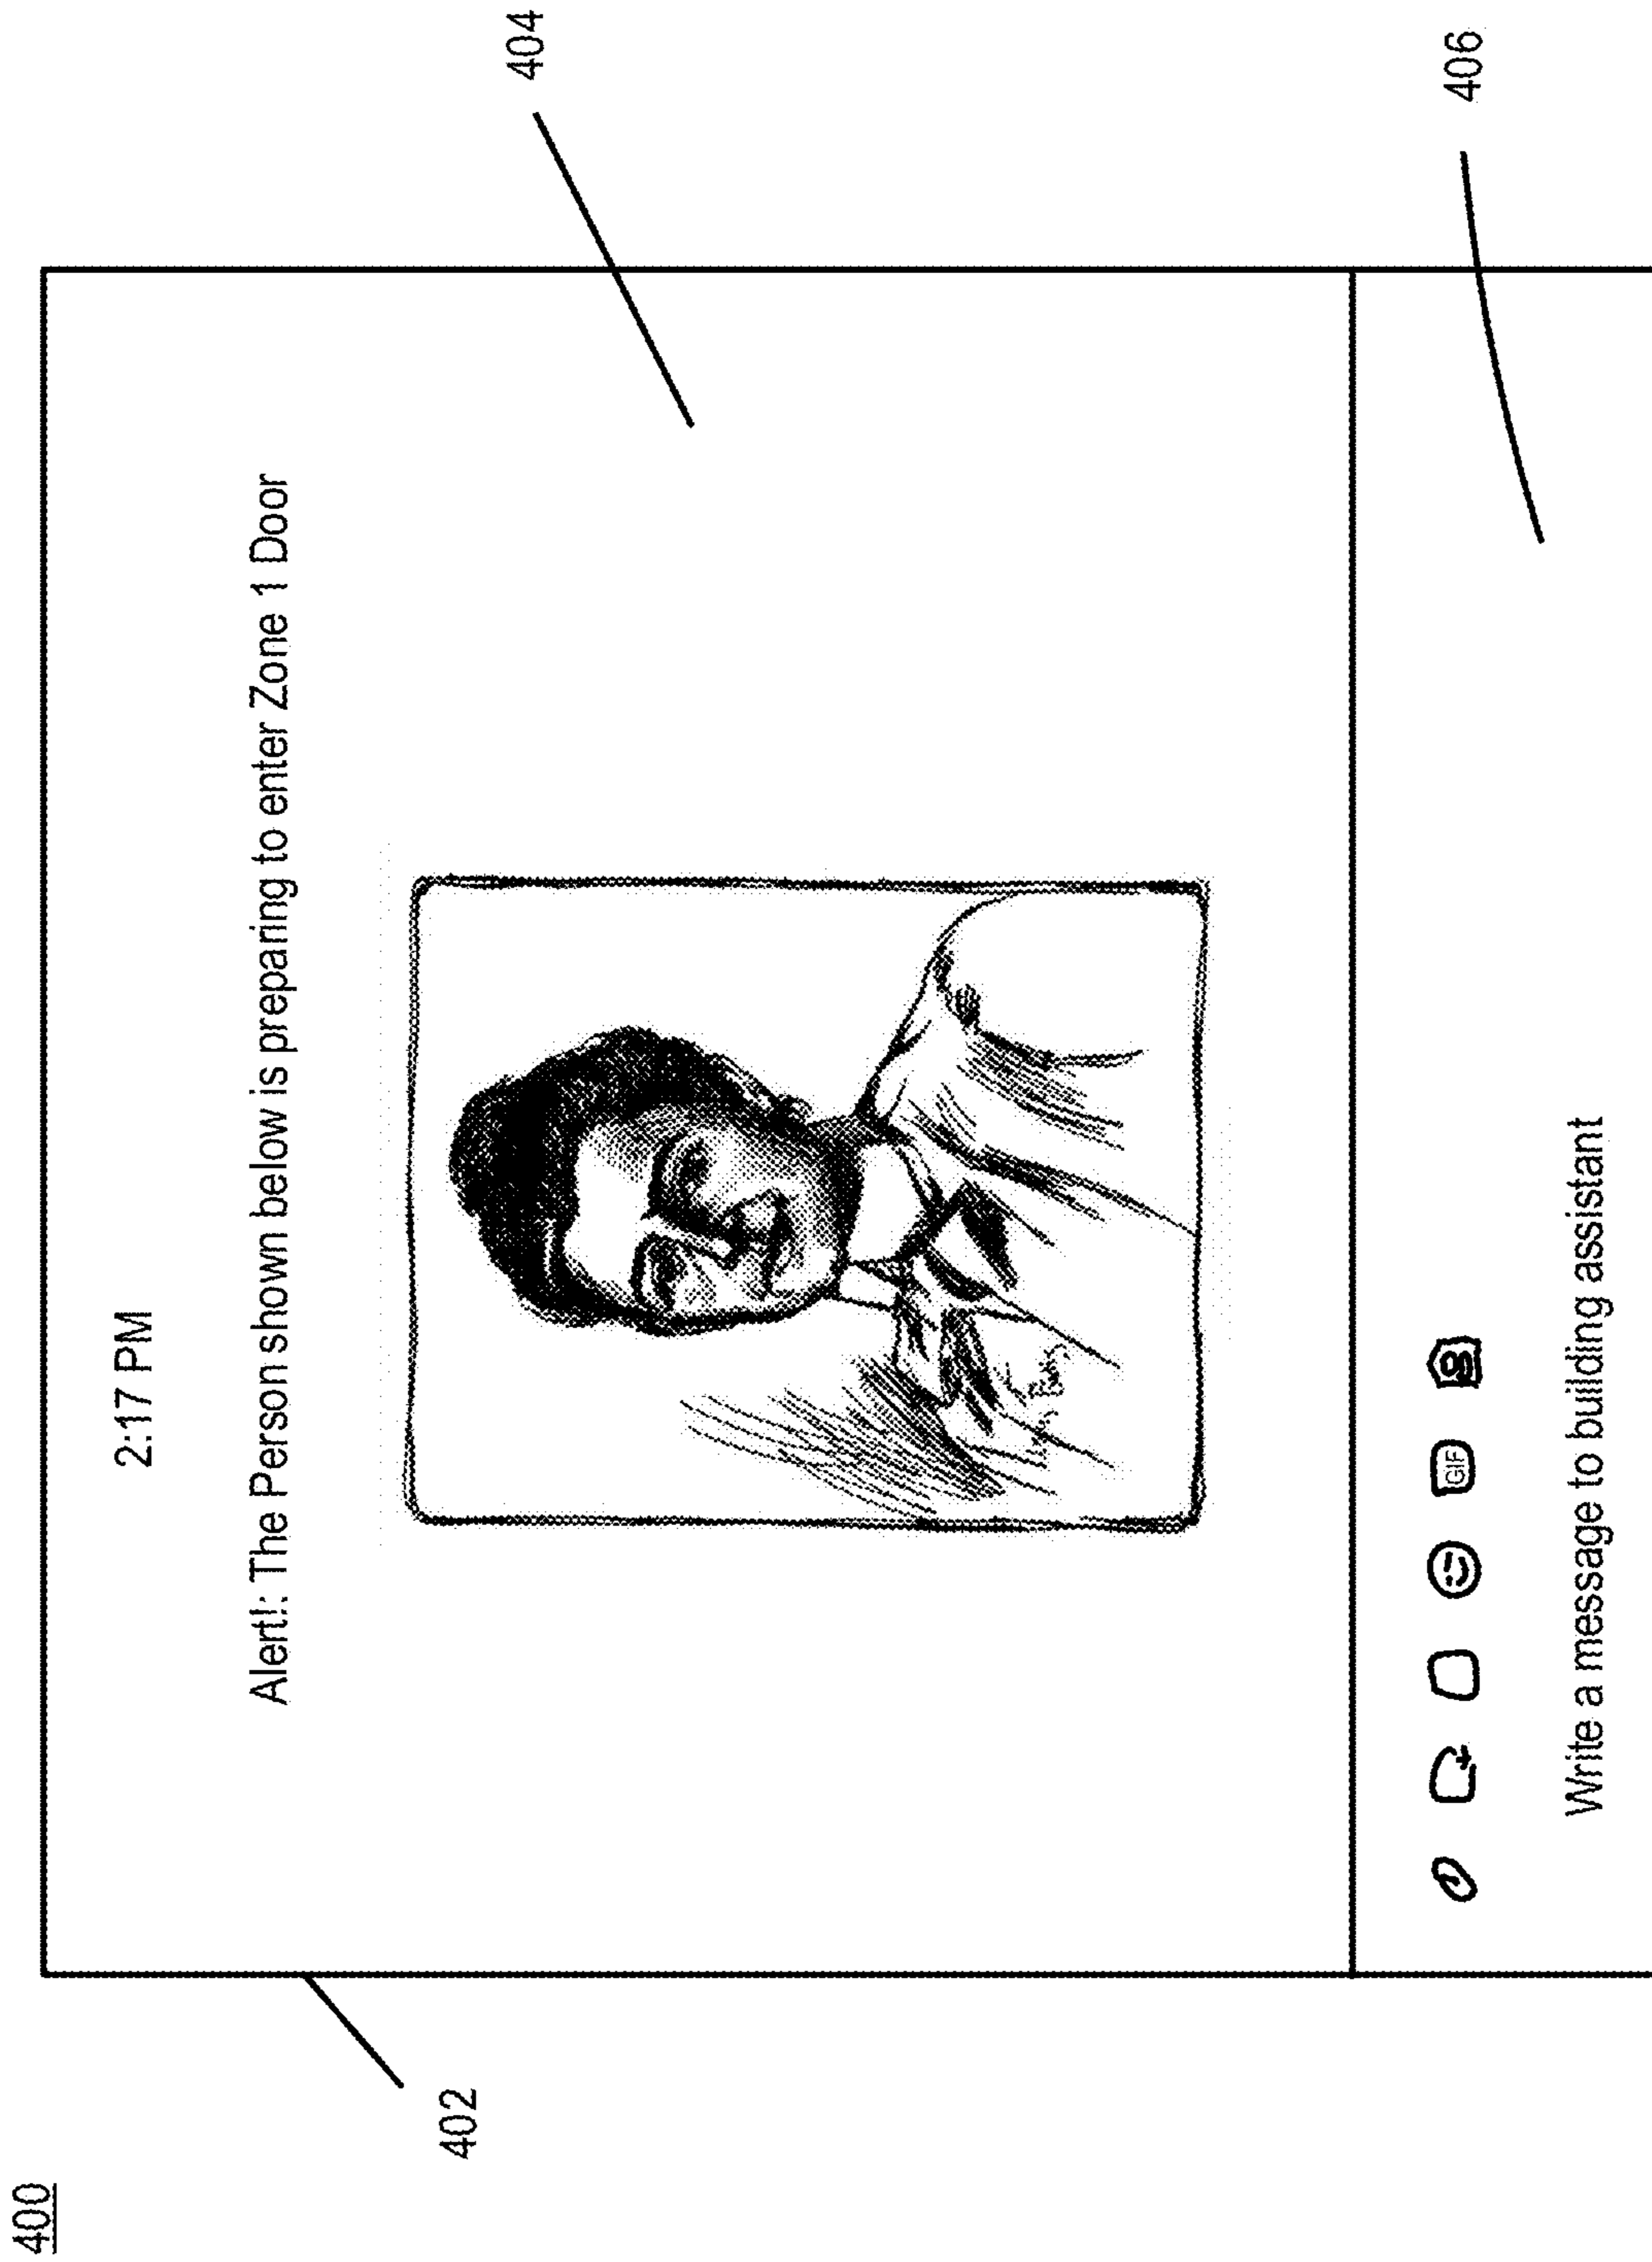 400
402
2:17 PM
Alert!: The Person shown below is preparing to enter Zone 1 Door
404
GIF
Write a message to building assistant
406